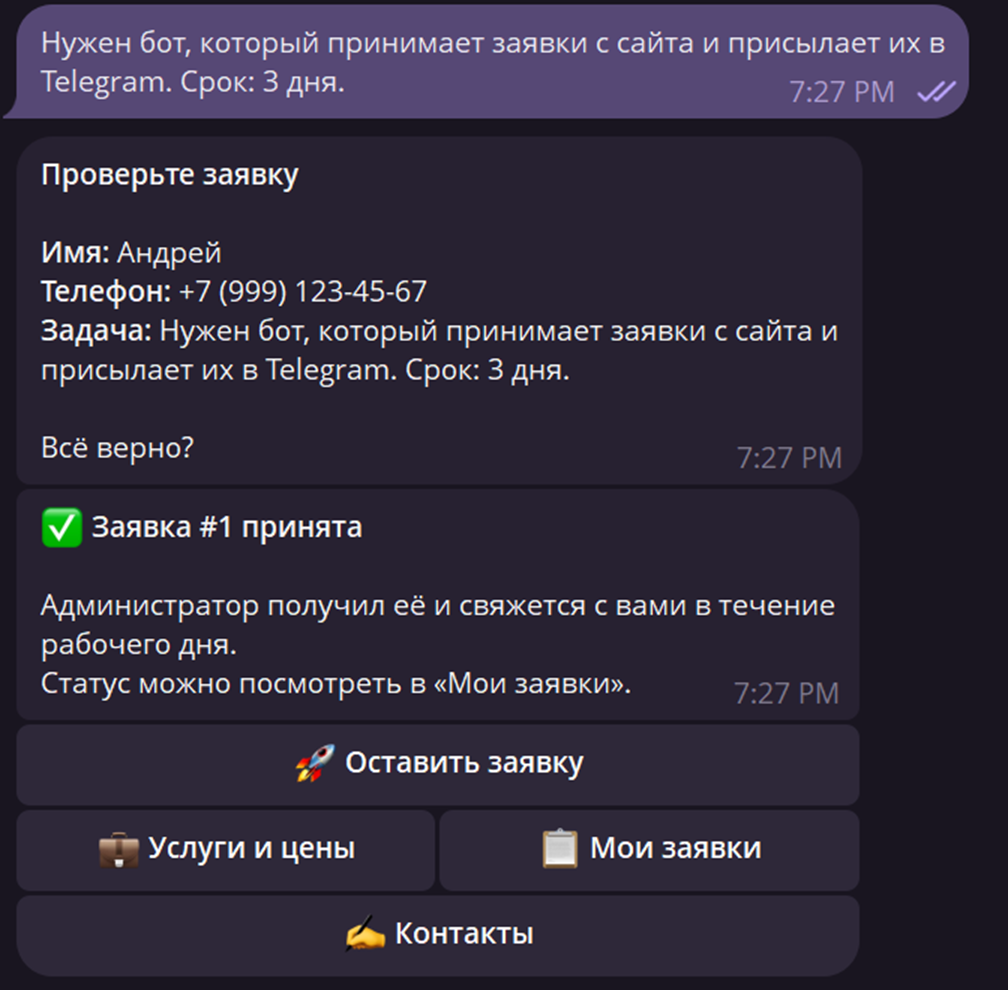 Нужен бот, который принимает заявки с сайта и присылает их в
Telegram. Срок: 3 дня.
7:27 PM
Проверьте заявку
Имя: Андрей
Телефон: +7 (999) 123-45-67
Задача: Нужен бот, который принимает заявки с сайта и
присылает их в Telegram. Срок: 3 дня.
Всё верно?
7:27 PM
✅ Заявка #1 принята
Администратор получил её и свяжется с вами в течение
рабочего дня.
Статус можно посмотреть в «Мои заявки».
7:27 PM
🚀 Оставить заявку
💼 Услуги и цены
📋 Мои заявки
✍️ Контакты